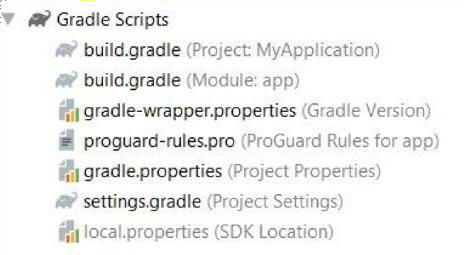 Gradle Scripts
build.gradle (Project: MyApplication)
build.gradle (Module: app)
gradle-wrapper.properties (Gradle Version)
proguard-rules.pro (ProGuard Rules for app)
gradle.properties (Project Properties)
settings.gradle (Project Settings)
local.properties (SDK Location)